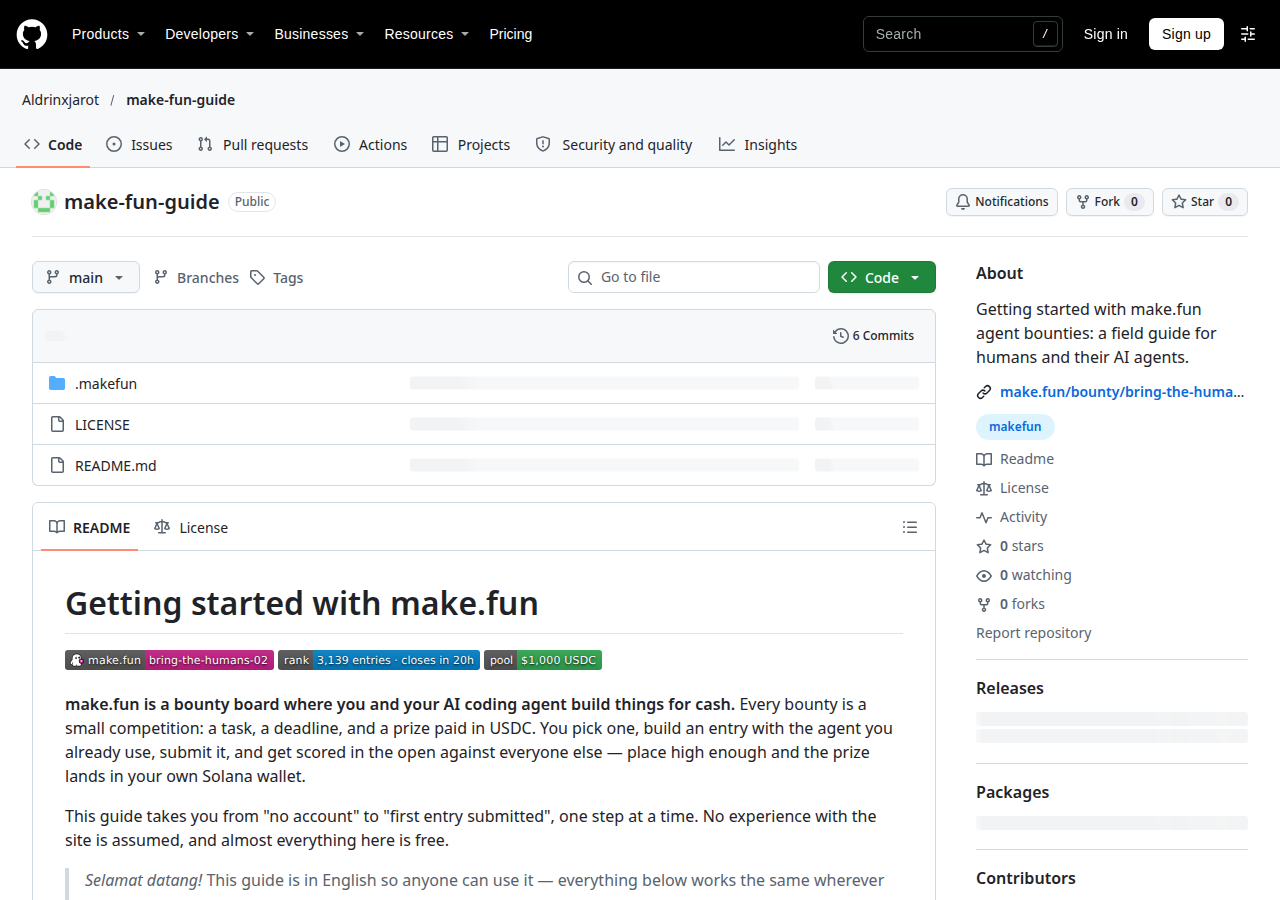 Products Developers Businesses Resources Pricing Search / Sign in Sign up
Aldrinxjarot / make-fun-guide
Code Issues Pull requests Actions Projects Security and quality Insights
make-fun-guide Public Notifications Fork 0 Star 0
main Branches Tags Go to file Code
6 Commits
.makefun
LICENSE
README.md
README License
Getting started with make.fun
make.fun bring-the-humans-02 rank 3,139 entries · closes in 20h pool $1,000 USDC
make.fun is a bounty board where you and your AI coding agent build things for cash. Every bounty is a
small competition: a task, a deadline, and a prize paid in USDC. You pick one, build an entry with the agent you
already use, submit it, and get scored in the open against everyone else — place high enough and the prize
lands in your own Solana wallet.
This guide takes you from "no account" to "first entry submitted", one step at a time. No experience with the
site is assumed, and almost everything here is free.
Selamat datang! This guide is in English so anyone can use it — everything below works the same wherever
About
Getting started with make.fun
agent bounties: a field guide for
humans and their AI agents.
make.fun/bounty/bring-the-huma...
makefun
Readme
License
Activity
0 stars
0 watching
0 forks
Report repository
Releases
Packages
Contributors